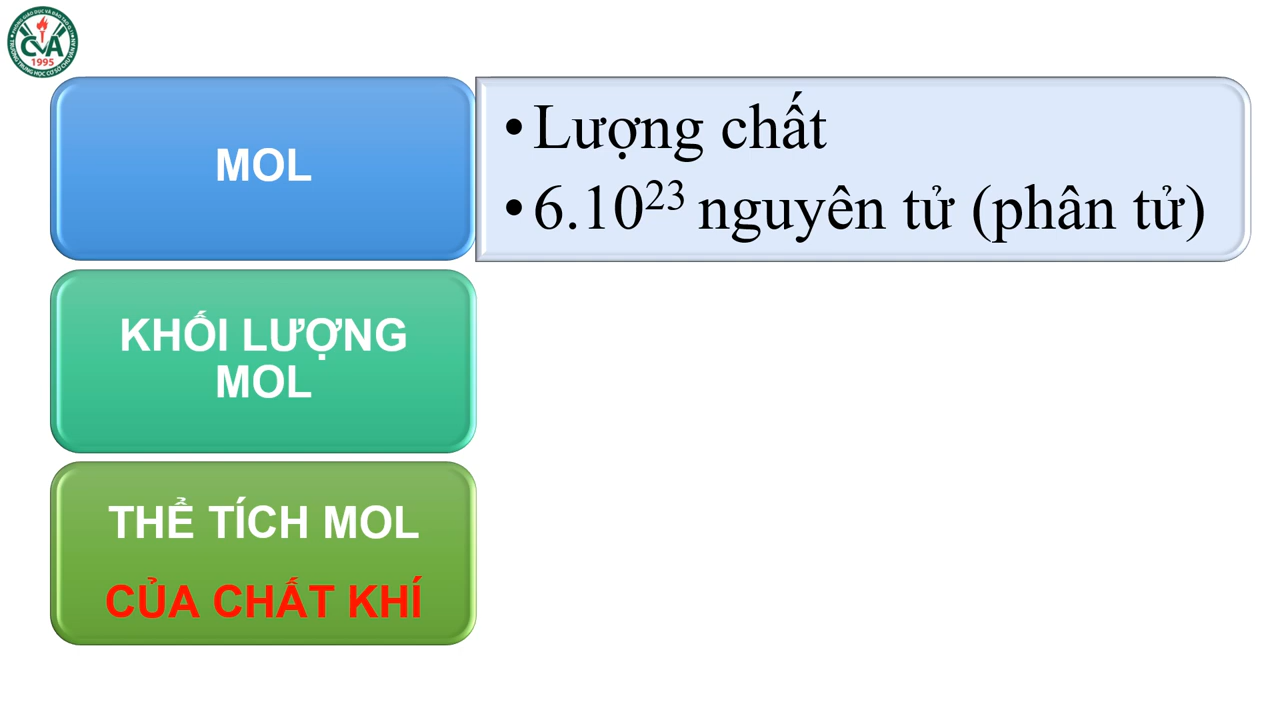 CVA
1995
MOL
• Lượng chất
• 6.10²³ nguyên tử (phân tử)
KHỐI LƯỢNG
MOL
THỂ TÍCH MOL
CỦA CHẤT KHÍ